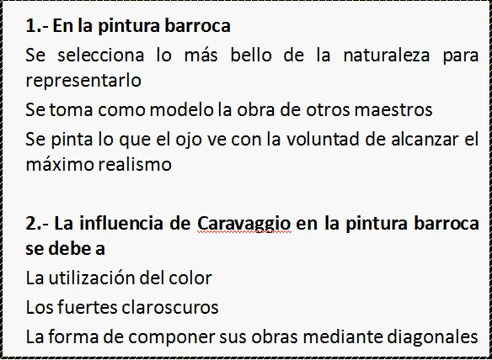 1.- En la pintura barroca
Se selecciona lo más bello de la naturaleza para
representarlo
Se toma como modelo la obra de otros maestros
Se pinta lo que el ojo ve con la voluntad de alcanzar el
máximo realismo
2.- La influencia de Caravaggio en la pintura barroca
se debe a
La utilización del color
Los fuertes claroscuros
La forma de componer sus obras mediante diagonales